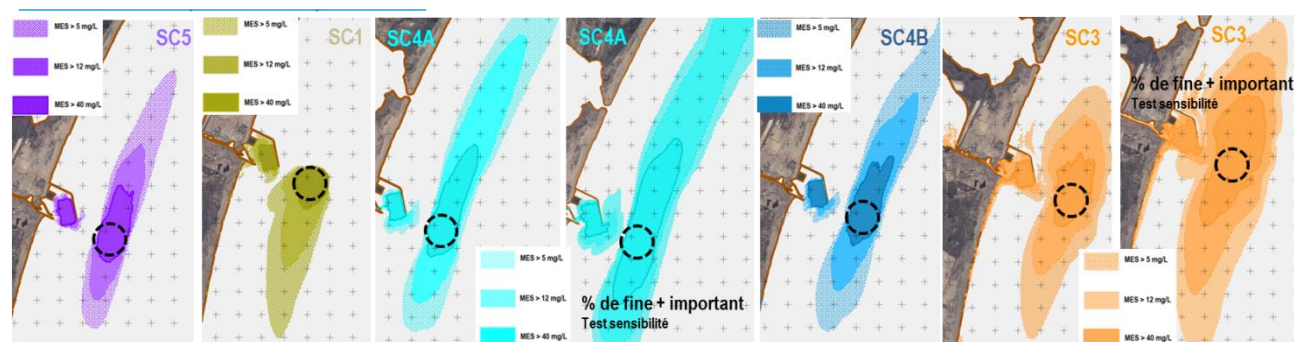 MES > 5 mg/L
MES > 12 mg/L
MES > 40 mg/L
SC5
MES > 5 mg/L
MES > 12 mg/L
MES > 40 mg/L
SC1
SC4A
MES > 5 mg/L
MES > 12 mg/L
MES > 40 mg/L
SC4A
% de fine + important
Test sensibilité
MES > 5 mg/L
MES > 12 mg/L
MES > 40 mg/L
SC4B
SC3
MES > 5 mg/L
MES > 12 mg/L
MES > 40 mg/L
SC3
% de fine + important
Test sensibilité